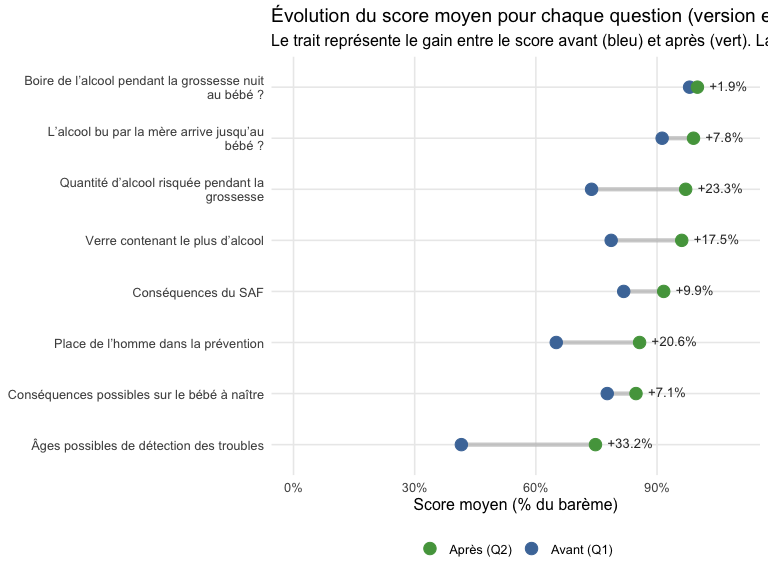 Évolution du score moyen pour chaque question (version
Le trait représente le gain entre le score avant (bleu) et après (vert).
Boire de l’alcool pendant la grossesse nuit
au bébé ?
+1.9%
L’alcool bu par la mère arrive jusqu’au
bébé ?
+7.8%
Quantité d’alcool risquée pendant la
grossesse
+23.3%
Verre contenant le plus d’alcool
+17.5%
Conséquences du SAF
+9.9%
Place de l’homme dans la prévention
+20.6%
Conséquences possibles sur le bébé à naître
+7.1%
Âges possibles de détection des troubles
+33.2%
0% 30% 60% 90%
Score moyen (% du barème)
Après (Q2) Avant (Q1)